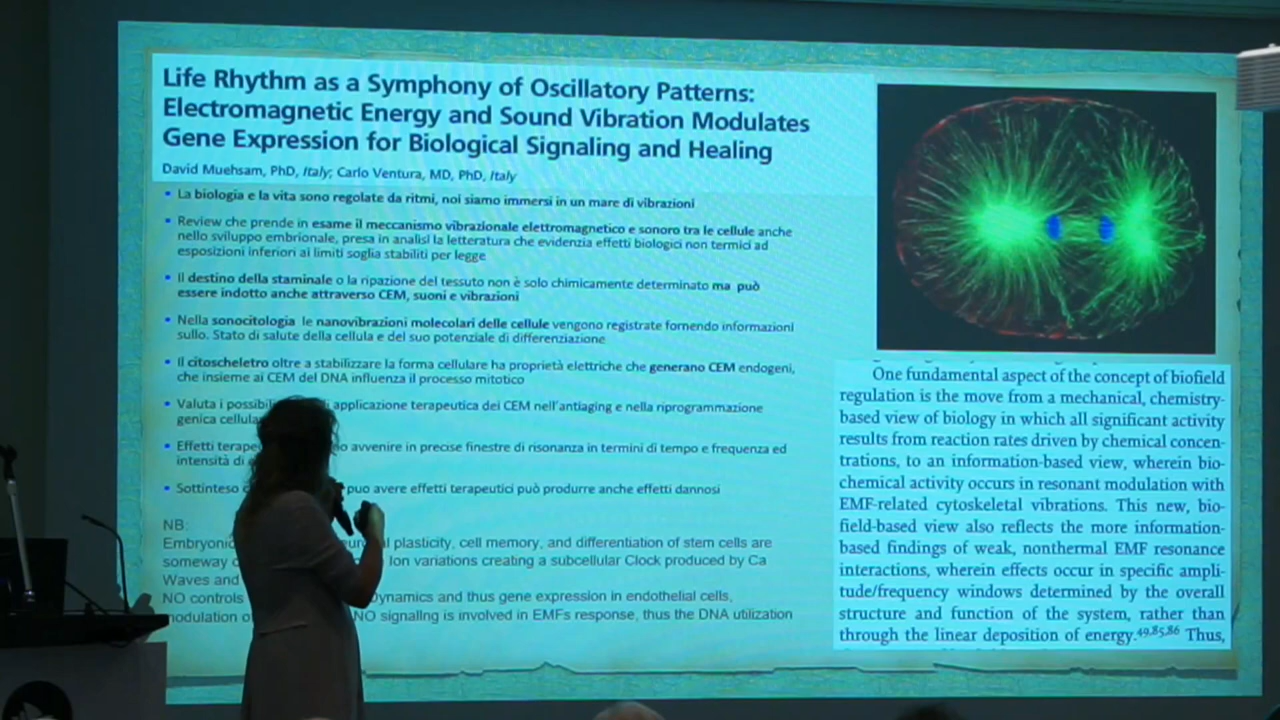 Life Rhythm as a Symphony of Oscillatory Patterns:
Electromagnetic Energy and Sound Vibration Modulates
Gene Expression for Biological Signaling and Healing
David Muehsam, PhD, Italy; Carlo Ventura, MD, PhD, Italy
• La biologia e la vita sono regolate da ritmi, noi siamo immersi in un mare di vibrazioni
• Review che prende in esame il meccanismo vibrazionale elettromagnetico e sonoro tra le cellule anche
nello sviluppo embrionale, presa in analisi la letteratura che evidenzia effetti biologici non termici ad
esposizioni inferiori ai limiti soglia stabiliti per legge
• Il destino della staminale o la ripazione del tessuto non è solo chimicamente determinato ma può
essere indotto anche attraverso CEM, suoni e vibrazioni
• Nella sonocitologia le nanovibrazioni molecolari delle cellule vengono registrate fornendo informazioni
sullo. Stato di salute della cellula e del suo potenziale di differenziazione
• Il citoscheletro oltre a stabilizzare la forma cellulare ha proprietà elettriche che generano CEM endogeni,
che insieme ai CEM del DNA influenza il processo mitotico
• Valuta i possibili applicazione terapeutica dei CEM nell'antiaging e nella riprogrammazione
genica cellula
• Effetti terape avvenire in precise finestre di risonanza in termini di tempo e frequenza ed
intensità di
• Sottinteso puo avere effetti terapeutici può produrre anche effetti dannosi
NB:
Embryonic plasticity, cell memory, and differentiation of stem cells are
someway Ion variations creating a subcellular Clock produced by Ca
Waves and
NO controls dynamics and thus gene expression in endothelial cells,
modulation NO signaling is involved in EMFs response, thus the DNA utilization
One fundamental aspect of the concept of biofield
regulation is the move from a mechanical, chemistry-
based view of biology in which all significant activity
results from reaction rates driven by chemical concen-
trations, to an information-based view, wherein bio-
chemical activity occurs in resonant modulation with
EMF-related cytoskeletal vibrations. This new, bio-
field-based view also reflects the more information-
based findings of weak, nonthermal EMF resonance
interactions, wherein effects occur in specific ampli-
tude/frequency windows determined by the overall
structure and function of the system, rather than
through the linear deposition of energy.49,85,86 Thus,